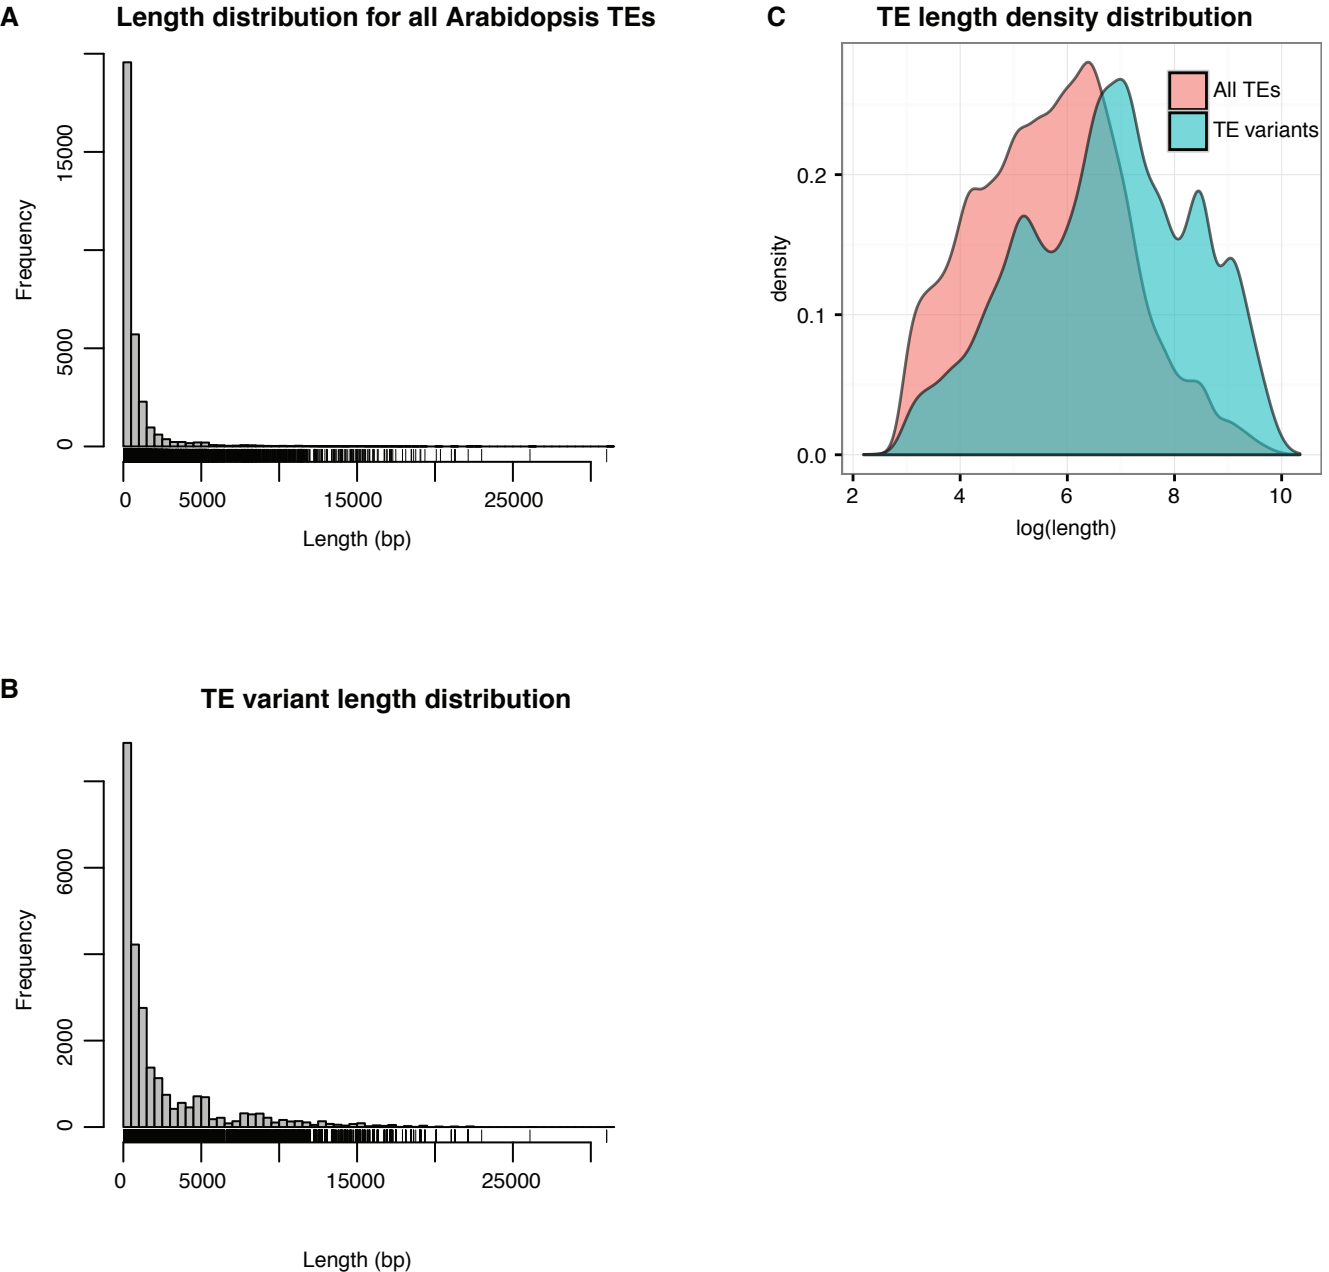 A
Length distribution for all Arabidopsis TEs
Frequency
15000
5000
0
0 5000 15000 25000
Length (bp)
C
TE length density distribution
All TEs
TE variants
density
0.2
0.1
0.0
2 4 6 8 10
log(length)
B
TE variant length distribution
Frequency
6000
2000
0
0 5000 15000 25000
Length (bp)